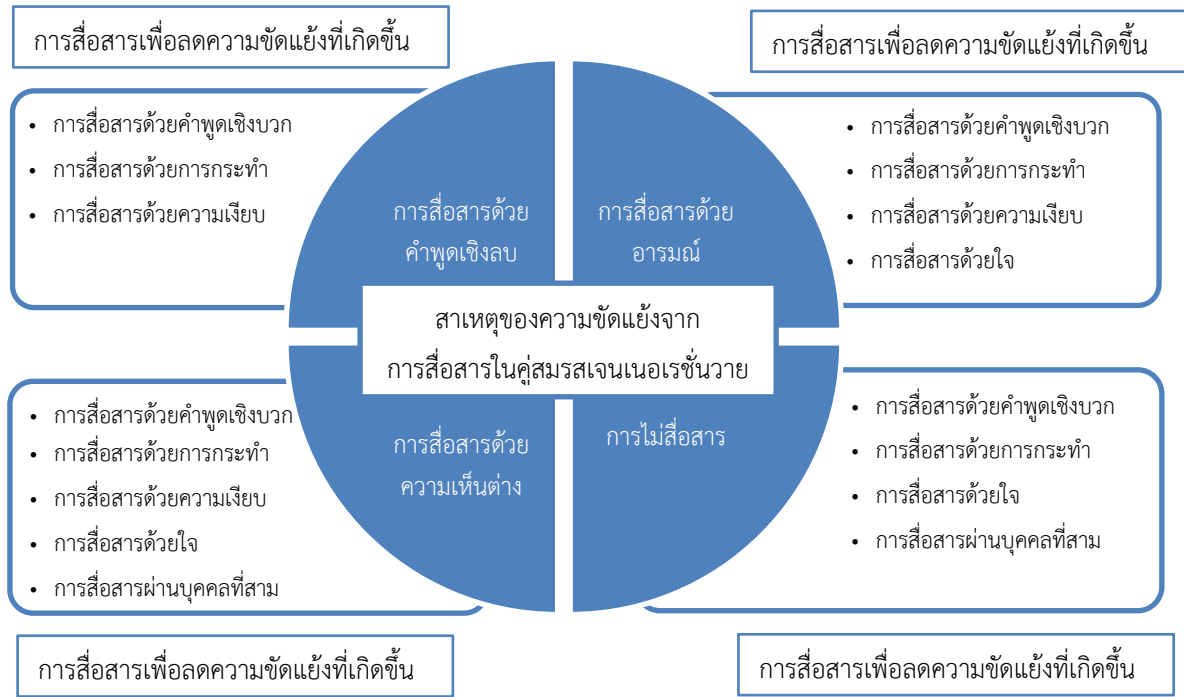 การสื่อสารเพื่อลดความขัดแย้งที่เกิดขึ้น
• การสื่อสารด้วยคำพูดเชิงบวก
• การสื่อสารด้วยการกระทำ
• การสื่อสารด้วยความเงียบ
การสื่อสารเพื่อลดความขัดแย้งที่เกิดขึ้น
• การสื่อสารด้วยคำพูดเชิงบวก
• การสื่อสารด้วยการกระทำ
• การสื่อสารด้วยความเงียบ
• การสื่อสารด้วยใจ
การสื่อสารด้วย
คำพูดเชิงลบ
การสื่อสารด้วย
อารมณ์
สาเหตุของความขัดแย้งจาก
การสื่อสารในคู่สมรสเจนเนอเรชั่นวาย
การสื่อสารด้วย
ความเห็นต่าง
การไม่สื่อสาร
• การสื่อสารด้วยคำพูดเชิงบวก
• การสื่อสารด้วยการกระทำ
• การสื่อสารด้วยความเงียบ
• การสื่อสารด้วยใจ
• การสื่อสารผ่านบุคคลที่สาม
การสื่อสารเพื่อลดความขัดแย้งที่เกิดขึ้น
• การสื่อสารด้วยคำพูดเชิงบวก
• การสื่อสารด้วยการกระทำ
• การสื่อสารด้วยใจ
• การสื่อสารผ่านบุคคลที่สาม
การสื่อสารเพื่อลดความขัดแย้งที่เกิดขึ้น